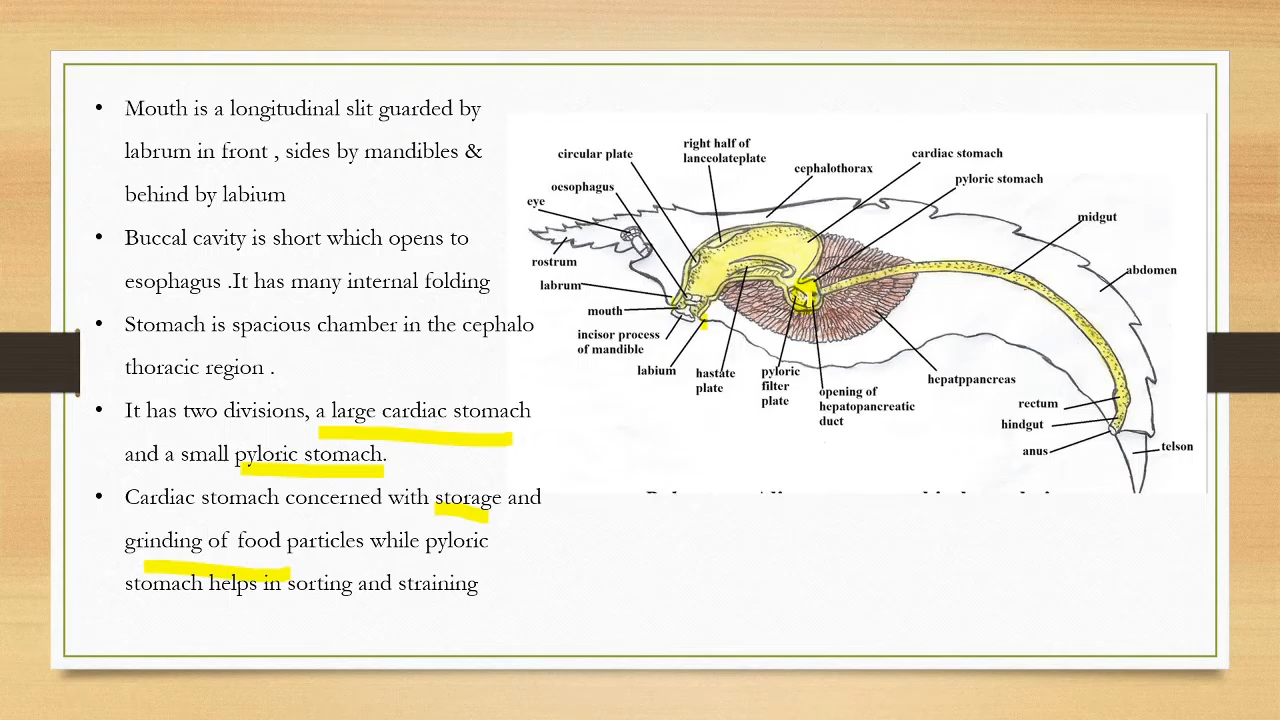 • Mouth is a longitudinal slit guarded by
labrum in front , sides by mandibles &
behind by labium
• Buccal cavity is short which opens to
esophagus .It has many internal folding
• Stomach is spacious chamber in the cephalo
thoracic region .
• It has two divisions, a large cardiac stomach
and a small pyloric stomach.
• Cardiac stomach concerned with storage and
grinding of food particles while pyloric
stomach helps in sorting and straining
right half of
lanceolateplate
circular plate
cardiac stomach
cephalothorax
pyloric stomach
oesophagus
eye
midgut
rostrum
abdomen
labrum
mouth
incisor process
of mandible
labium
hastate
plate
pyloric
filter
plate
opening of
hepatopancreatic
duct
hepatppancreas
rectum
hindgut
anus
telson